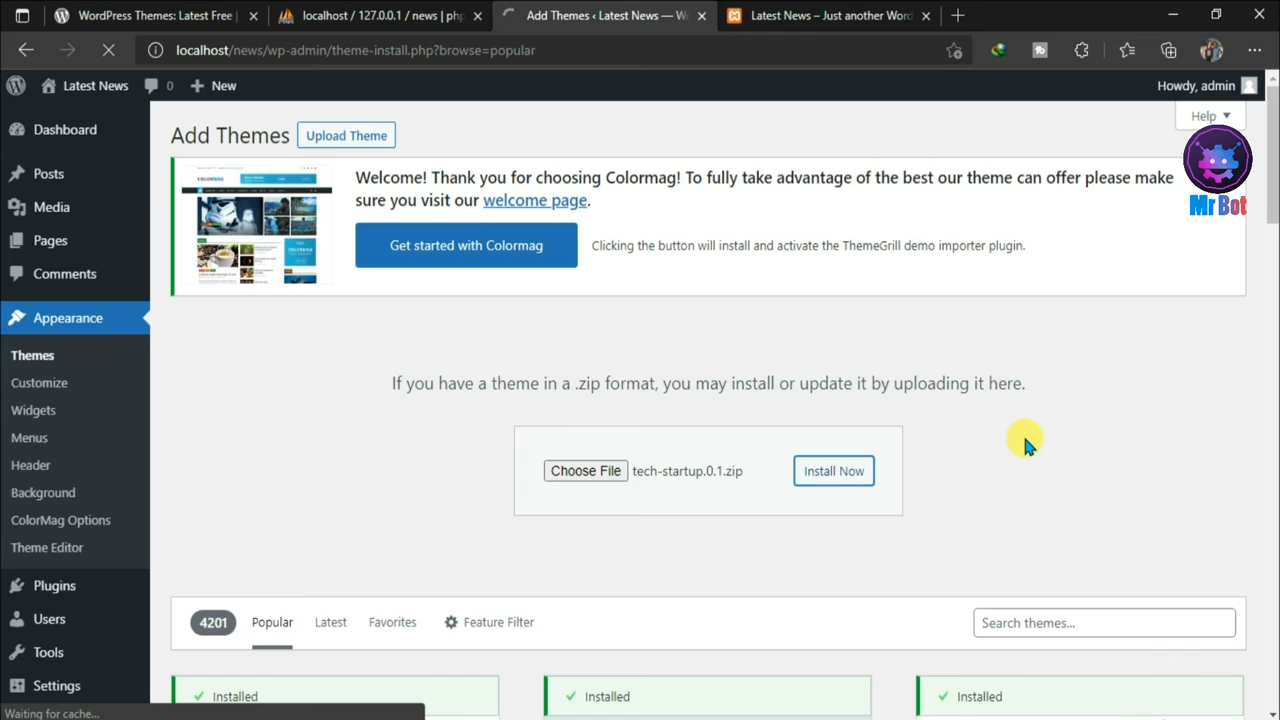 WordPress Themes: Latest Free
localhost / 127.0.0.1 / news | php
Add Themes ‹ Latest News — Wo
Latest News – Just another Word
localhost/news/wp-admin/theme-install.php?browse=popular
Latest News
0
New
Howdy, admin
Dashboard
Posts
Media
Pages
Comments
Appearance
Themes
Customize
Widgets
Menus
Header
Background
ColorMag Options
Theme Editor
Plugins
Users
Tools
Settings
Help
Add Themes
Upload Theme
COLORMAG
Welcome! Thank you for choosing Colormag! To fully take advantage of the best our theme can offer please make
sure you visit our welcome page.
Get started with Colormag
Clicking the button will install and activate the ThemeGrill demo importer plugin.
Mr Bot
If you have a theme in a .zip format, you may install or update it by uploading it here.
Choose File
tech-startup.0.1.zip
Install Now
4201
Popular
Latest
Favorites
Feature Filter
Search themes...
Installed
Installed
Installed
Waiting for cache...